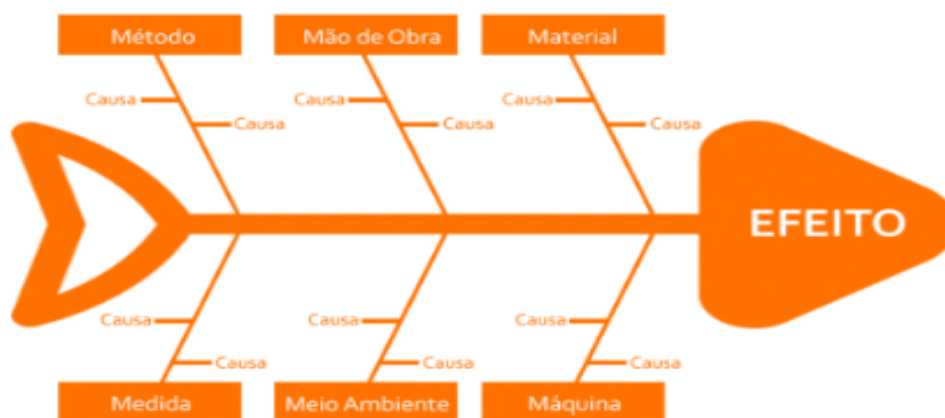 Método
Mão de Obra
Material
Causa
Causa
Causa
Causa
Causa
Causa
EFEITO
Causa
Causa
Causa
Causa
Causa
Causa
Medida
Meio Ambiente
Máquina